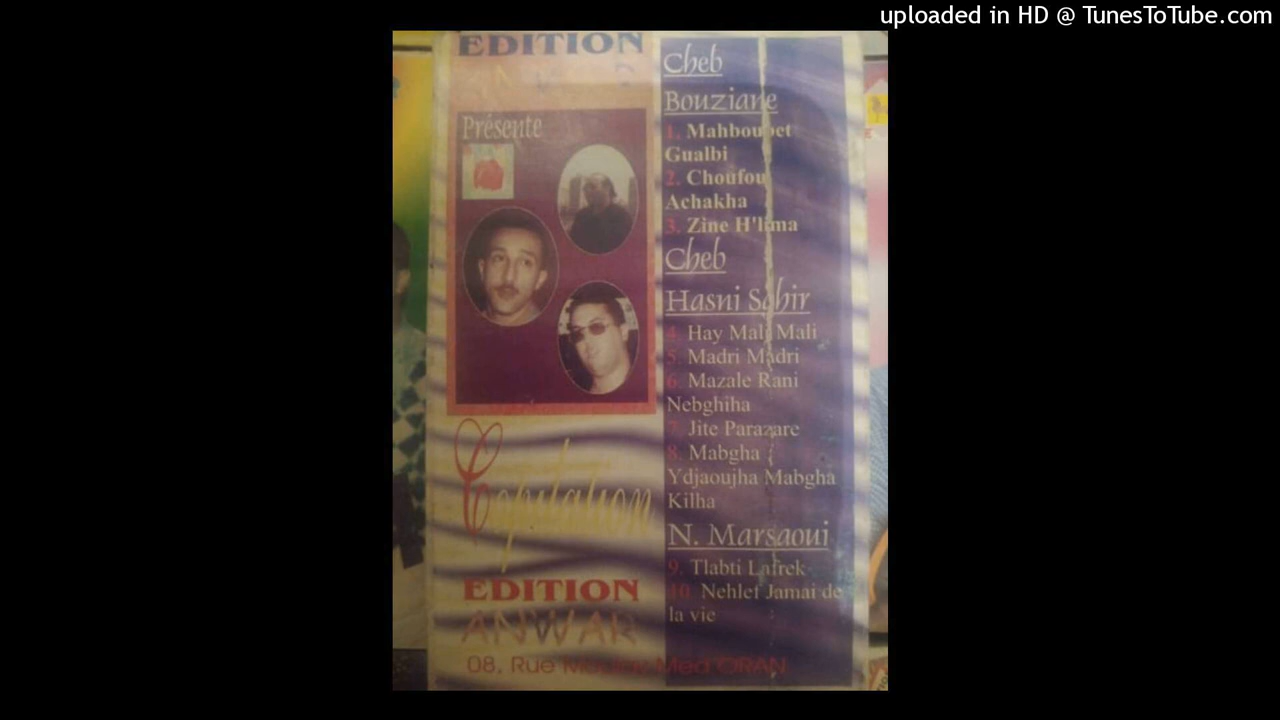 uploaded in HD @ TunesToTube.com
EDITION
Présente
EDITION
ANWAR
08. Rue Med ORAN
Cheb
Bouziane
1. Mahboubet
Gualbi
2. Choufou
Achakha
3. Zine H'lima
Cheb
Hasni Sghir
4. Hay Mali Mali
5. Madri Madri
6. Mazale Rani
Nebghiha
7. Jite Parazare
8. Mabgha
Ydjaoujha Mabgha
Kilha
N. Marsaoui
9. Tlabti Lafrek
10. Nehlef Jamai de
la vie